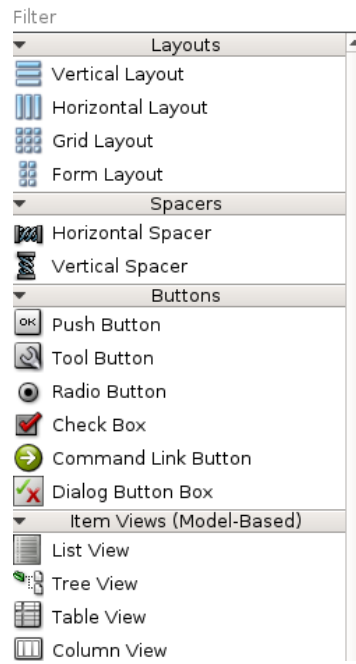 Filter
Layouts
Vertical Layout
Horizontal Layout
Grid Layout
Form Layout
Spacers
Horizontal Spacer
Vertical Spacer
Buttons
OK Push Button
Tool Button
Radio Button
Check Box
Command Link Button
Dialog Button Box
Item Views (Model-Based)
List View
Tree View
Table View
Column View